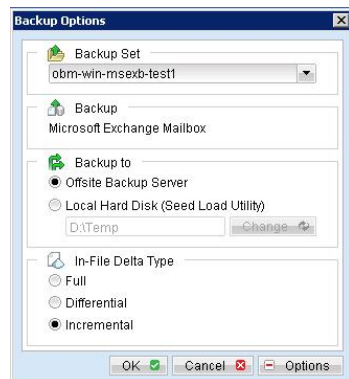 Backup Options
Backup Set
obm-win-msexb-test1
Backup
Microsoft Exchange Mailbox
Backup to
Offsite Backup Server
Local Hard Disk (Seed Load Utility)
D:\Temp
Change
In-File Delta Type
Full
Differential
Incremental
OK Cancel Options